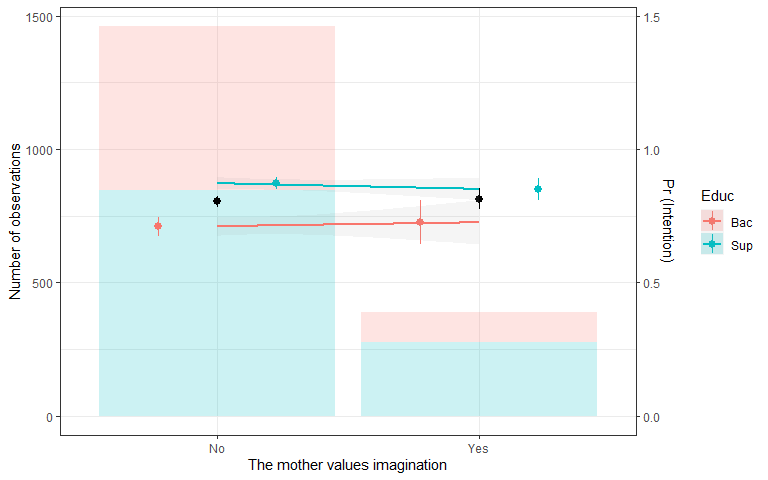 1500
1000
500
0
Number of observations
1.5
1.0
0.5
0.0
Pr (Intention)
No
Yes
The mother values imagination
Educ
Bac
Sup